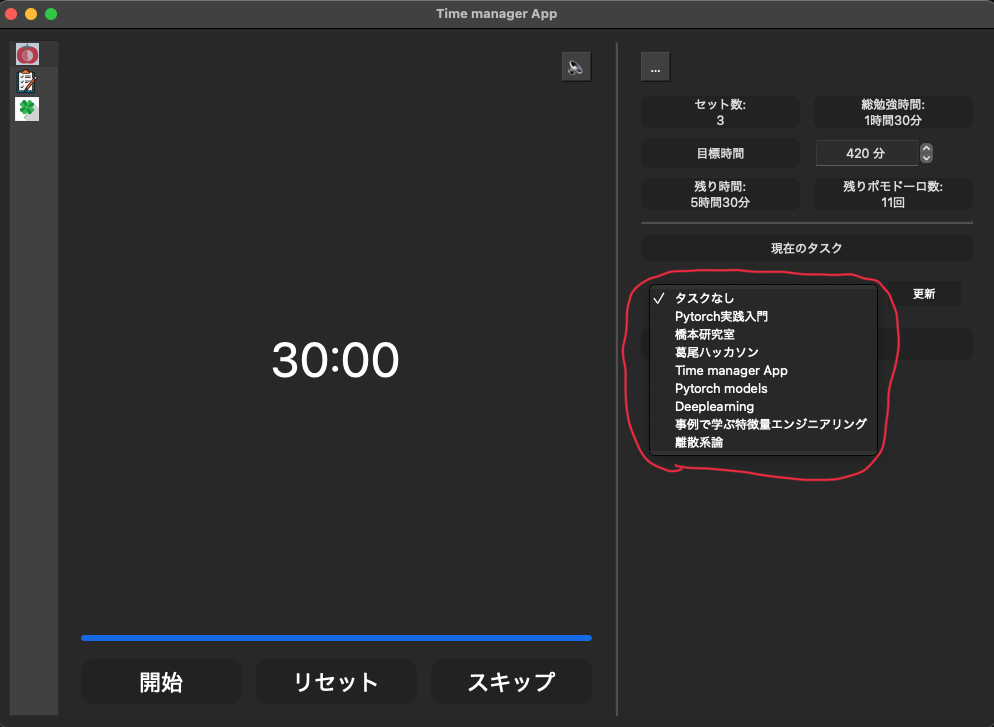 Time manager App
...
セット数:
3
総勉強時間:
1時間30分
目標時間
420 分
残り時間:
5時間30分
残りポモドーロ数:
11回
現在のタスク
タスクなし
更新
Pytorch実践入門
橋本研究室
葛尾ハッカソン
Time manager App
Pytorch models
Deeplearning
事例で学ぶ特徴量エンジニアリング
離散系論
30:00
開始
リセット
スキップ